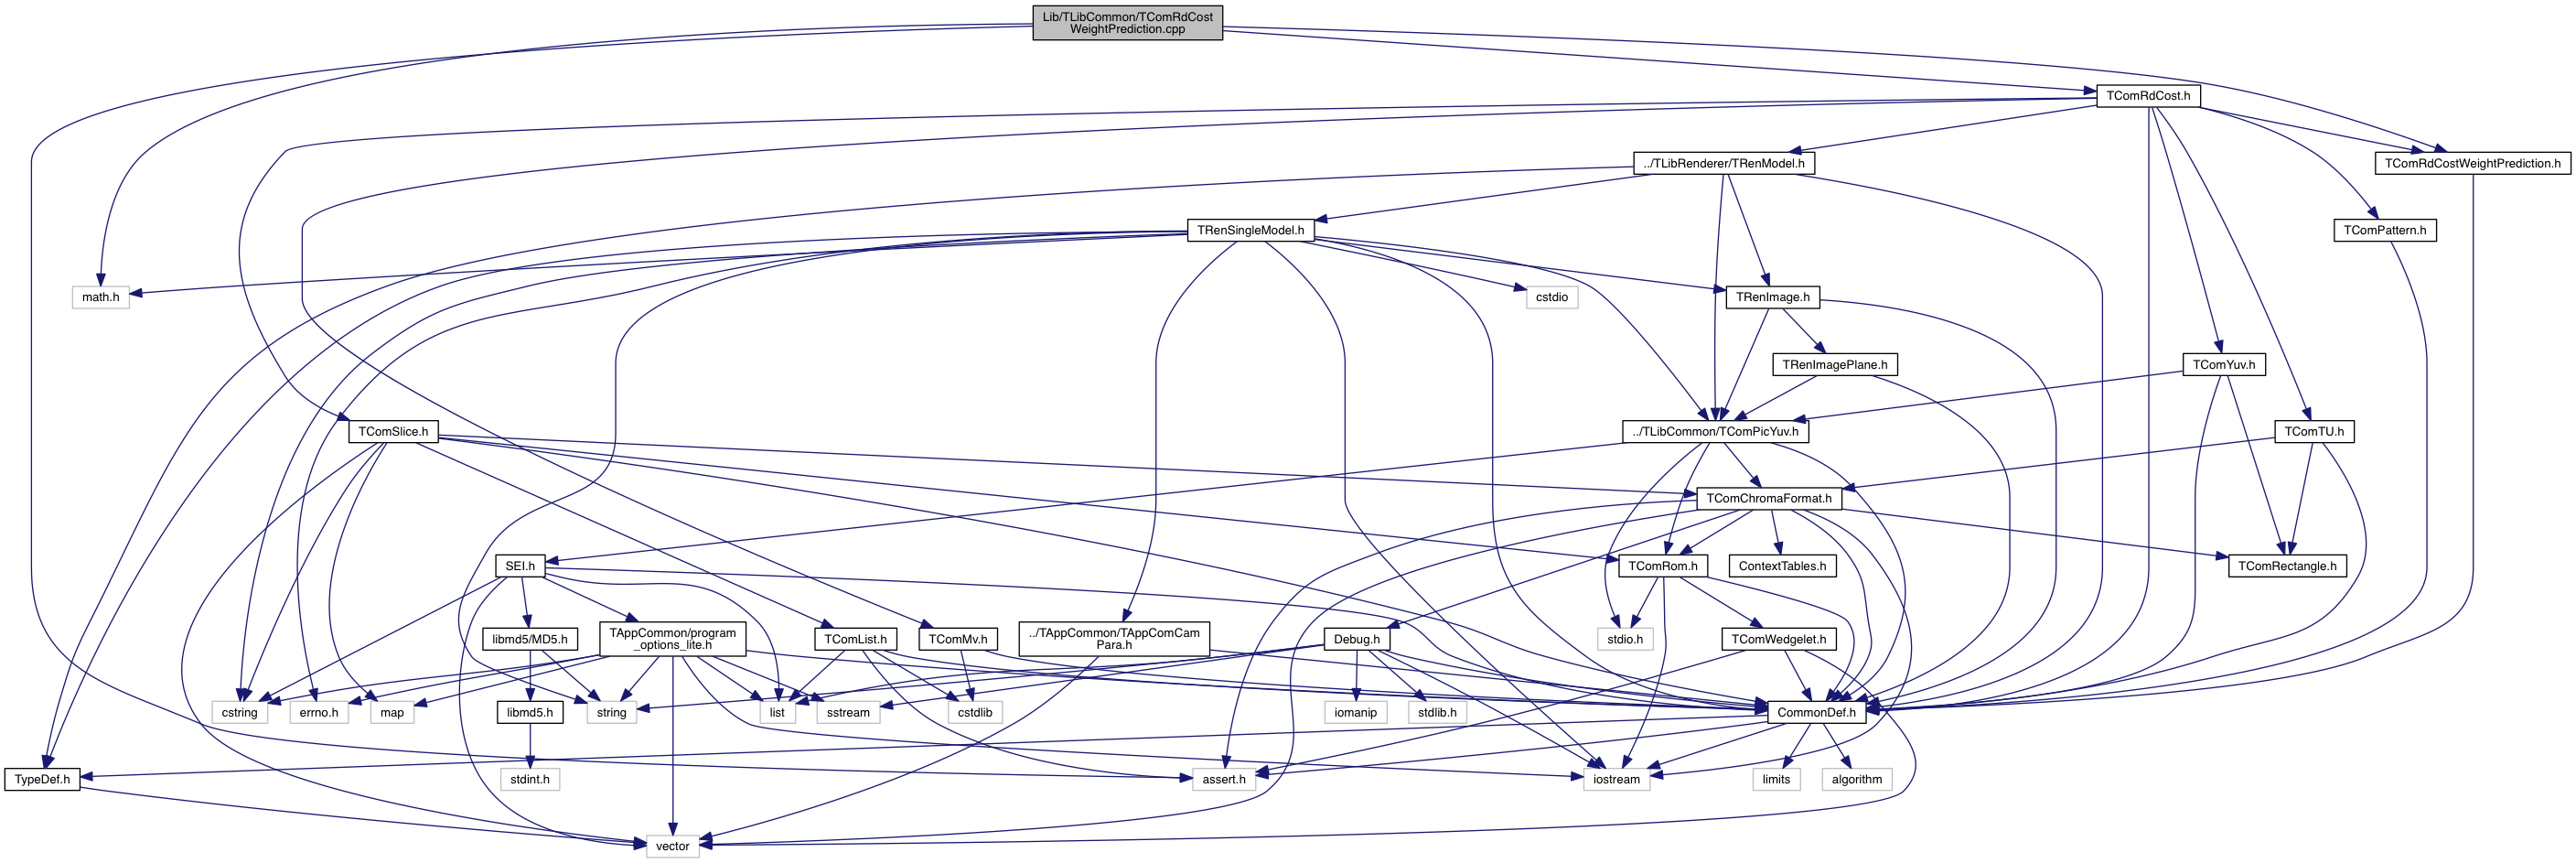 Lib/TLibCommon/TComRdCost
WeightPrediction.cpp
TComRdCost.h
../TLibRenderer/TRenModel.h
TComRdCostWeightPrediction.h
TRenSingleModel.h
TComPattern.h
math.h
cstdio
TRenImage.h
TRenImagePlane.h
TComYuv.h
TComSlice.h
../TLibCommon/TComPicYuv.h
TComTU.h
TComChromaFormat.h
SEI.h
TComRom.h
ContextTables.h
TComRectangle.h
libmd5/MD5.h
TAppCommon/program
_options_lite.h
TComList.h
TComMv.h
../TAppCommon/TAppComCam
Para.h
Debug.h
stdio.h
TComWedgelet.h
cstring
errno.h
map
libmd5.h
string
list
sstream
cstdlib
iomanip
stdlib.h
CommonDef.h
TypeDef.h
stdint.h
assert.h
iostream
limits
algorithm
vector